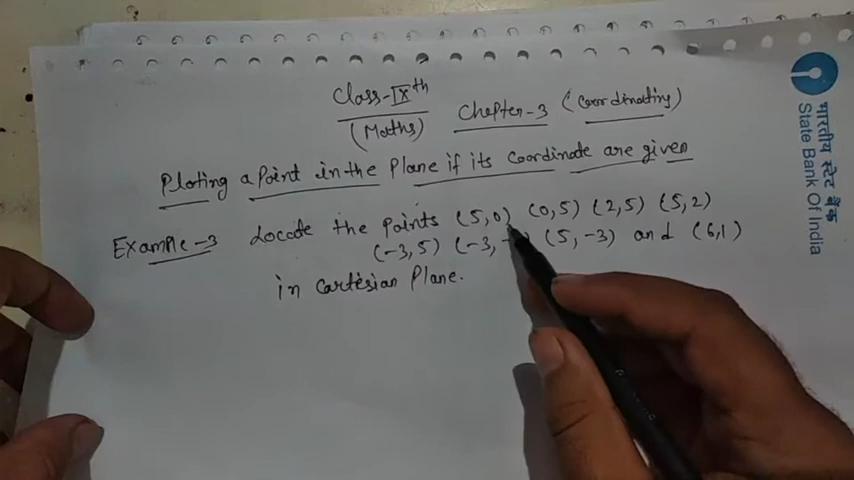 Class-IXth
(Maths)
Chepter-3 (Coordinating)
Ploting a Point in the Plane if its Coordinate are given
Example-3 Locate the Points (5,0) (0,5) (2,5) (5,2)
(-3,5) (-3, (5,-3) and (6,1)
in Cartesian Plane.
भारतीय स्टेट बैंक
State Bank Of India